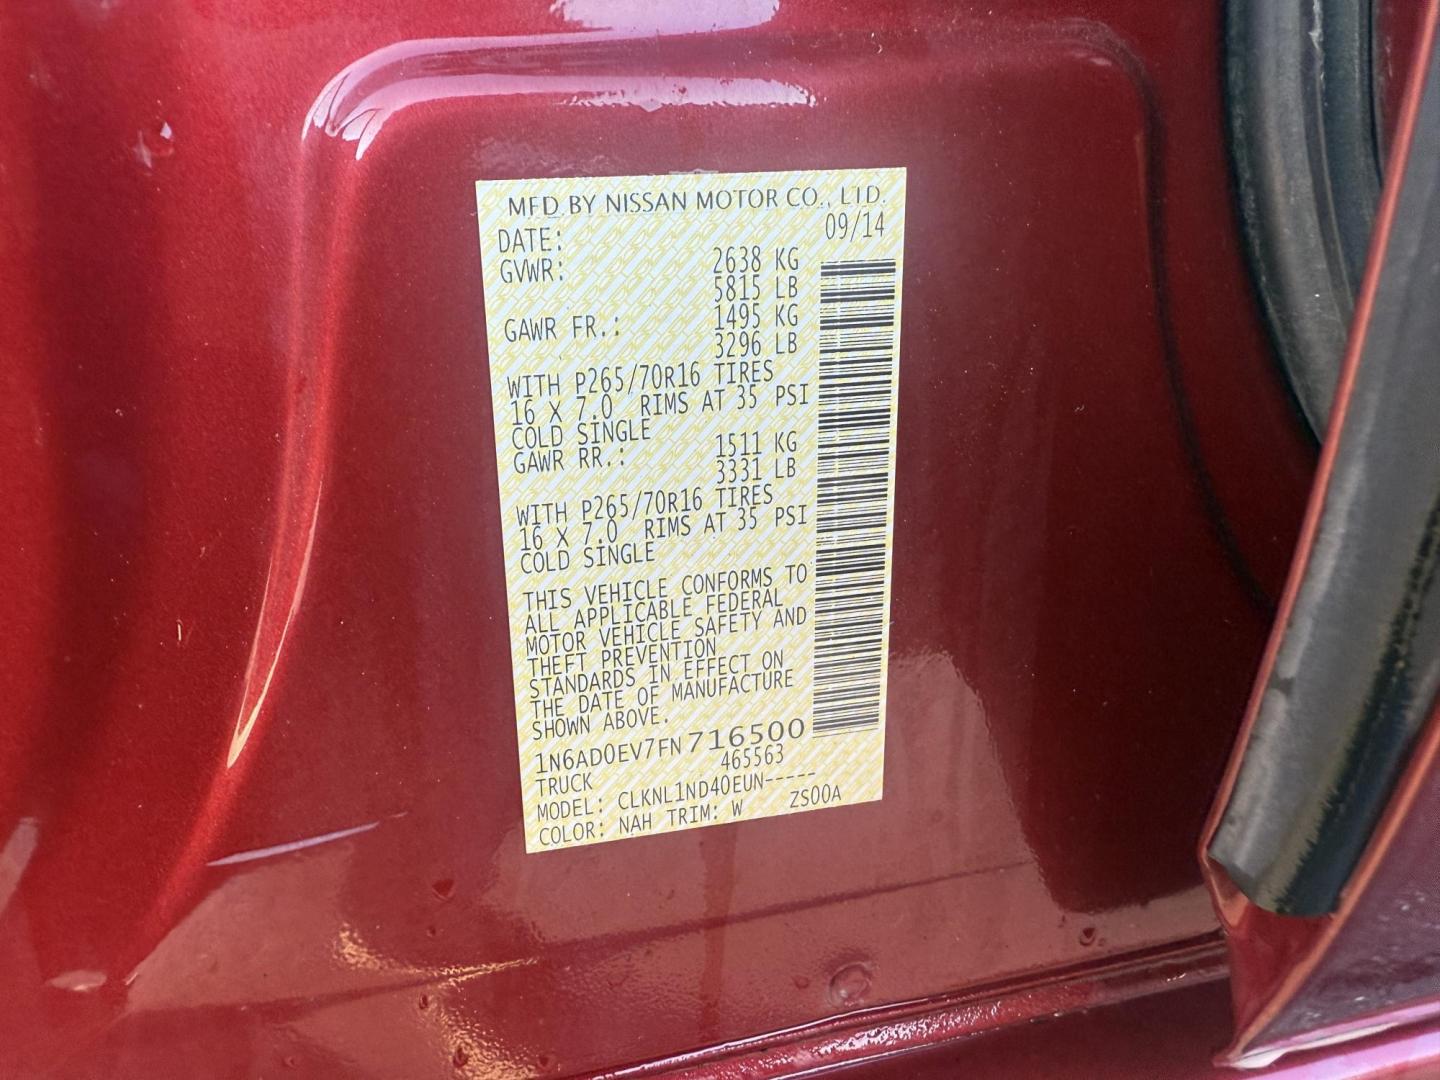 MFD BY NISSAN MOTOR CO., LTD.
DATE: 09/14
GVWR: 2638 KG
5815 LB
GAWR FR.: 1495 KG
3296 LB
WITH P265/70R16 TIRES
16 X 7.0 RIMS AT 35 PSI
COLD SINGLE
GAWR RR.: 1511 KG
3331 LB
WITH P265/70R16 TIRES
16 X 7.0 RIMS AT 35 PSI
COLD SINGLE
THIS VEHICLE CONFORMS TO
ALL APPLICABLE FEDERAL
MOTOR VEHICLE SAFETY AND
THEFT PREVENTION
STANDARDS IN EFFECT ON
THE DATE OF MANUFACTURE
SHOWN ABOVE.
1N6AD0EV7FN716500
TRUCK 465563
MODEL: CLKNL1ND40EUN-----
COLOR: NAH TRIM: W ZS00A